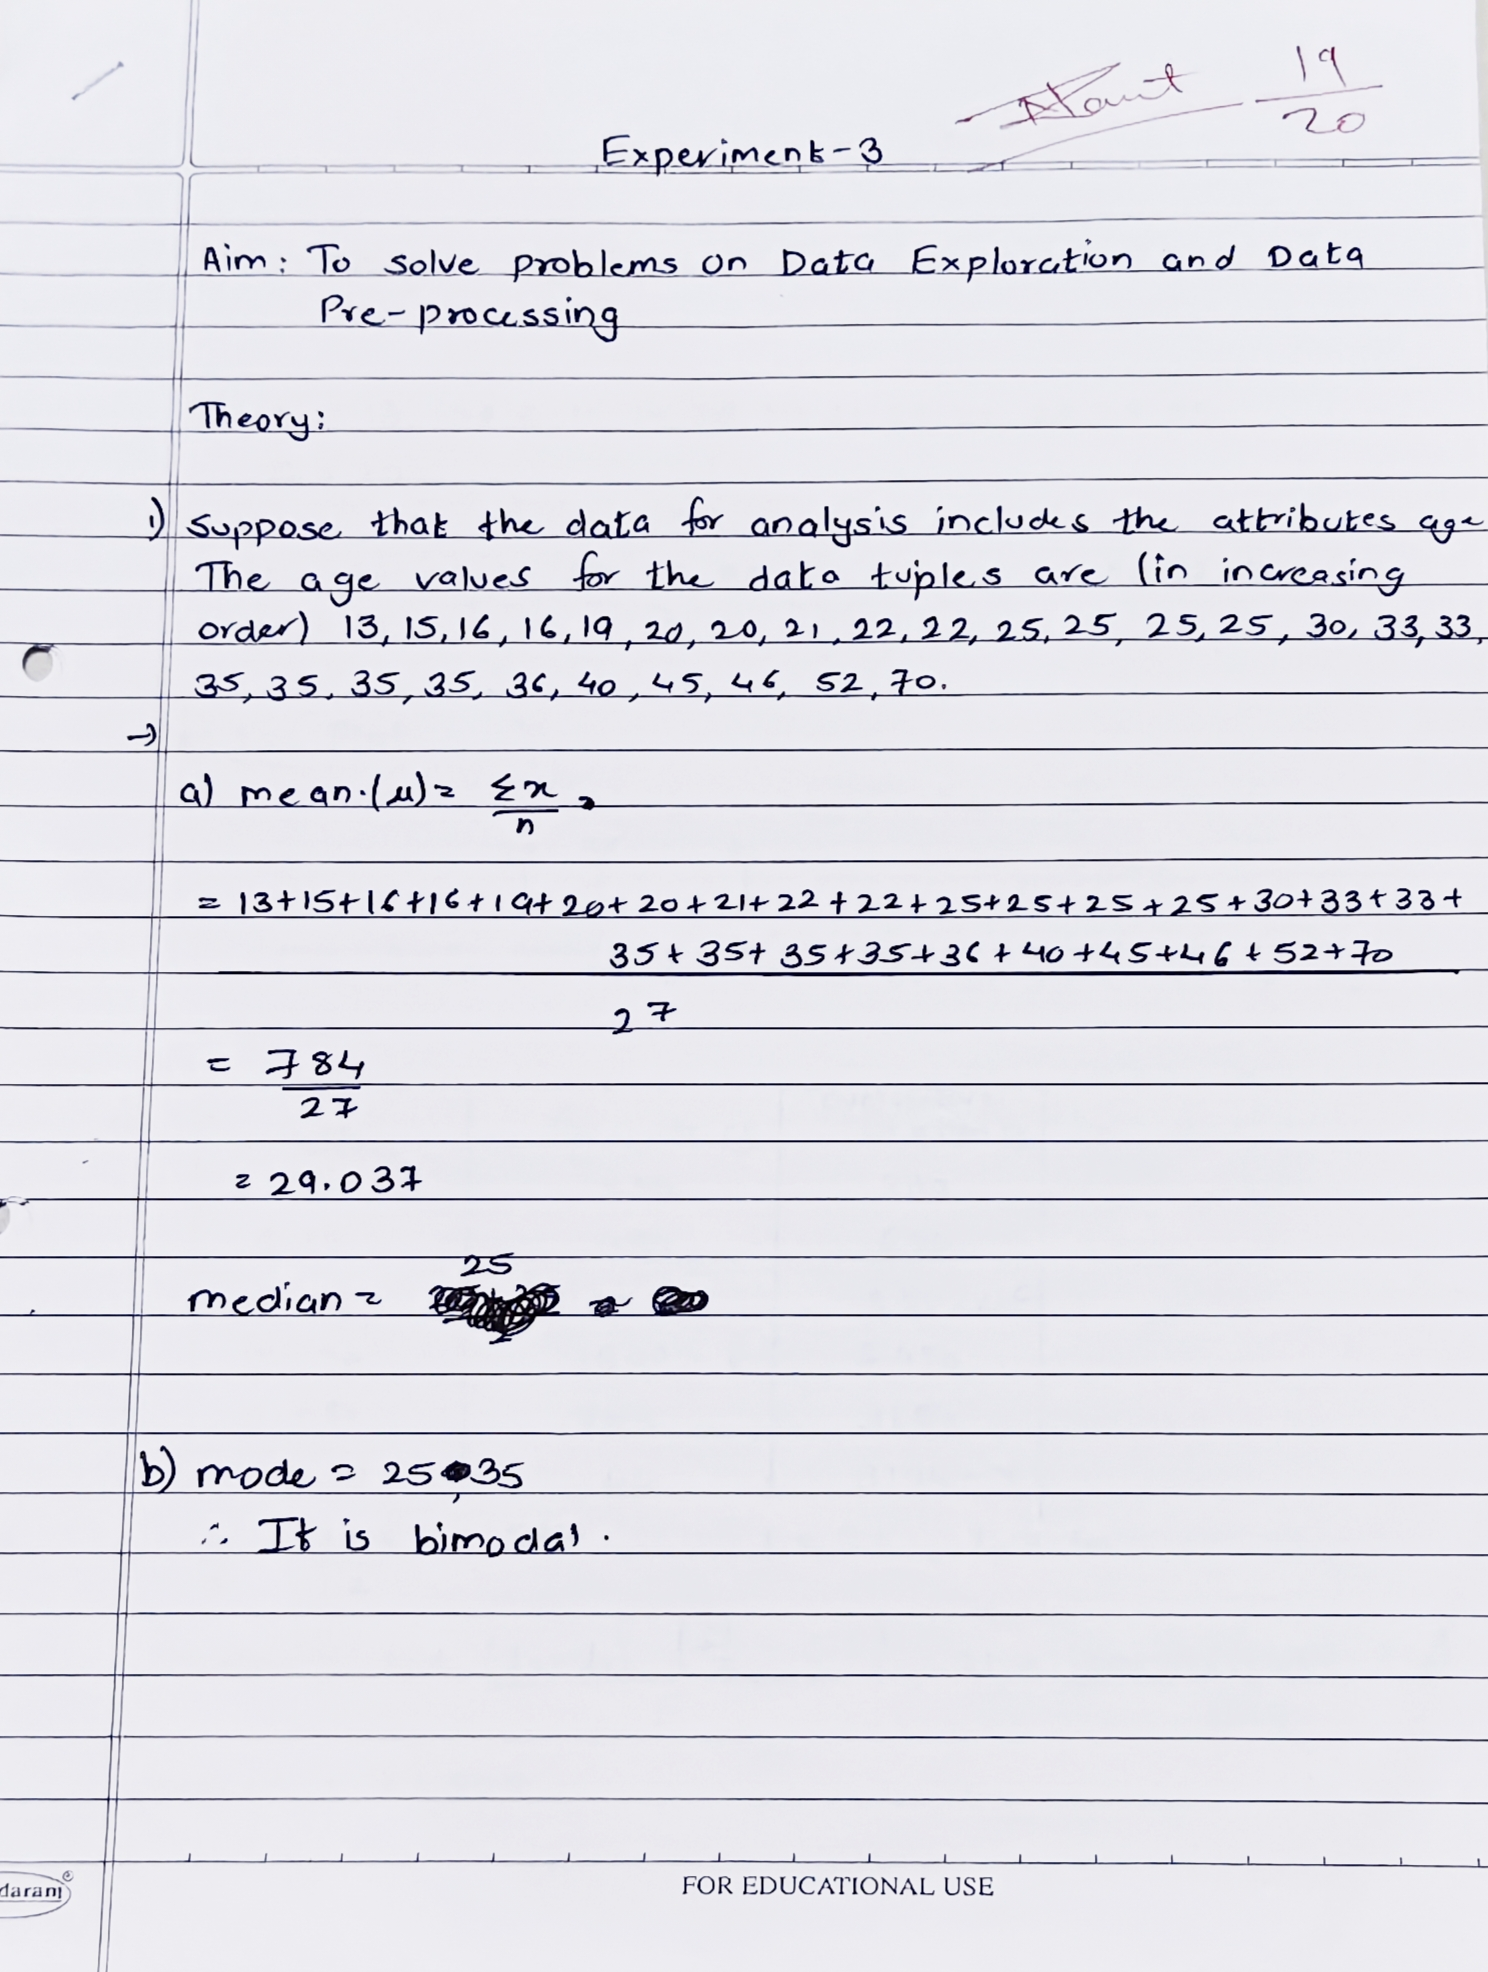 19
20
Experiment-3
Aim: To solve problems on Data Exploration and Data
Pre-processing
Theory:
1) Suppose that the data for analysis includes the attributes age
The age values for the data tuples are (in increasing
order) 13, 15, 16, 16, 19, 20, 20, 21, 22, 22, 25, 25, 25, 25, 30, 33, 33,
35, 35, 35, 35, 36, 40, 45, 46, 52, 70.
→
a) mean.(μ) = Σx
n
= 13+15+16+16+19+20+20+21+22+22+25+25+25+25+30+33+33+
35+35+35+35+36+40+45+46+52+70
27
= 784
27
= 29.037
25
median =
b) mode = 25, 35
∴ It is bimodal.
FOR EDUCATIONAL USE